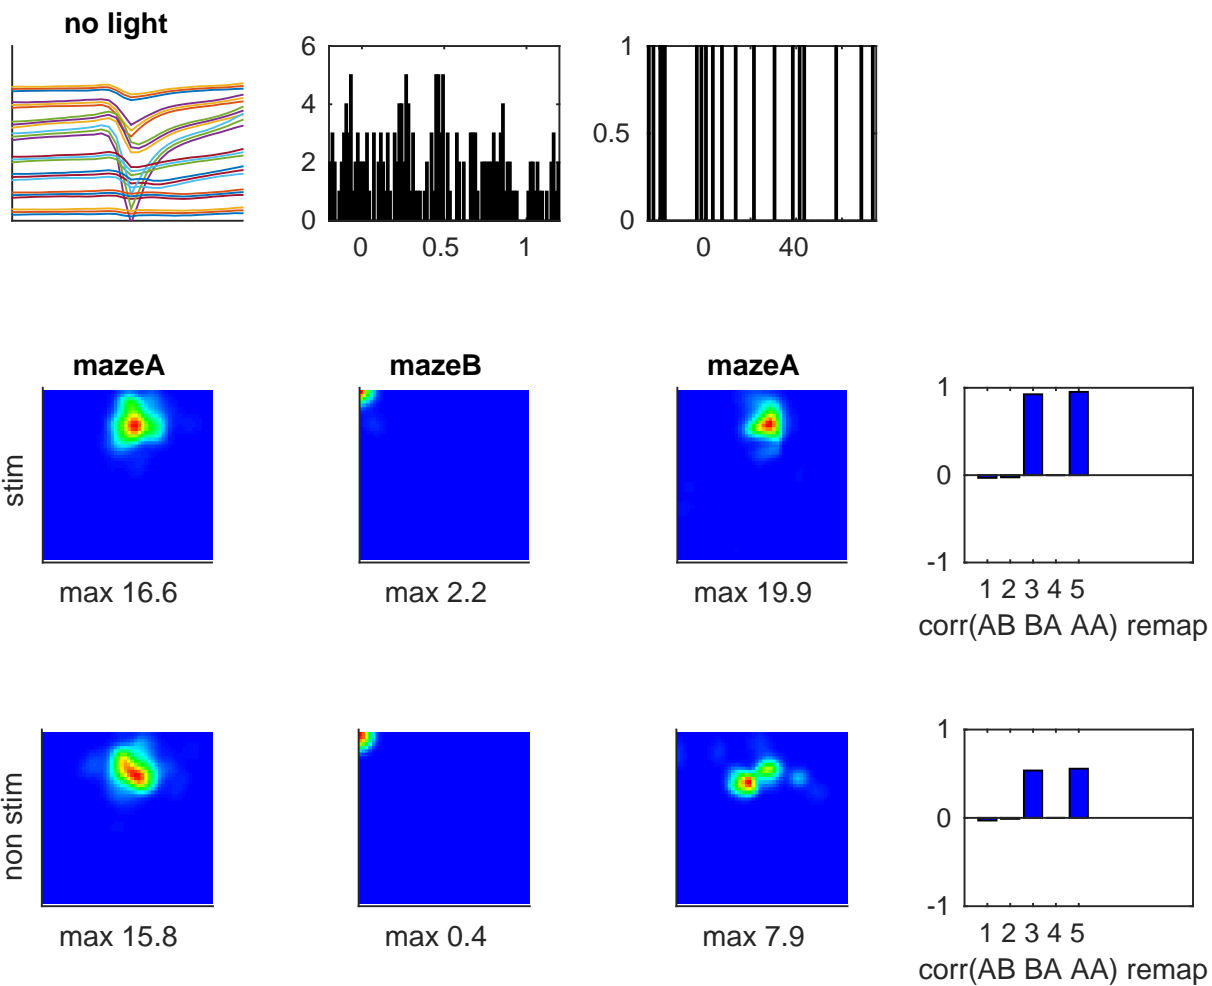 no light
6
4
2
0
0 0.5 1
1
0.5
0
0 40
mazeA mazeB mazeA
stim
max 16.6 max 2.2 max 19.9
1
0
-1
1 2 3 4 5
corr(AB BA AA) remap
non stim
max 15.8 max 0.4 max 7.9
1
0
-1
1 2 3 4 5
corr(AB BA AA) remap